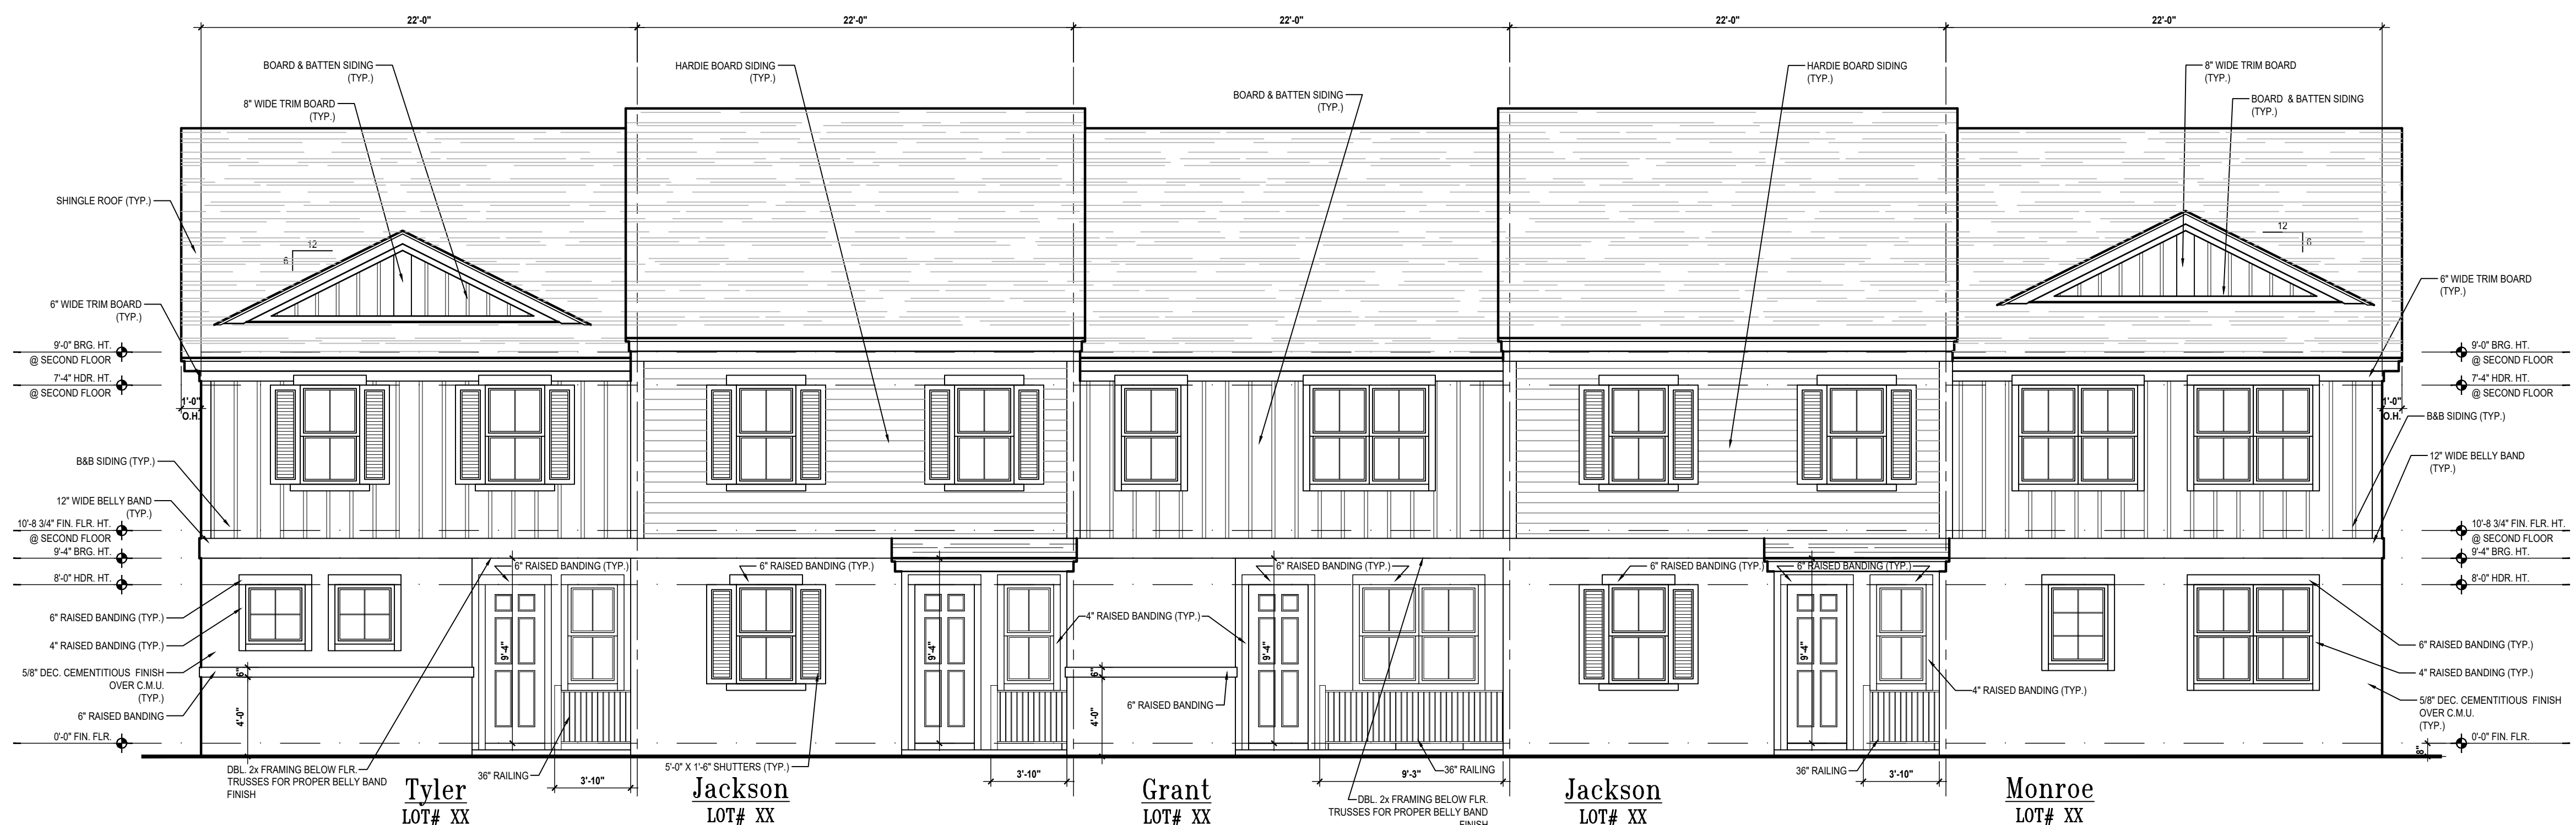 22'-0"
22'-0"
22'-0"
22'-0"
22'-0"
BOARD & BATTEN SIDING
(TYP.)
8" WIDE TRIM BOARD
(TYP.)
HARDIE BOARD SIDING
(TYP.)
BOARD & BATTEN SIDING
(TYP.)
HARDIE BOARD SIDING
(TYP.)
8" WIDE TRIM BOARD
(TYP.)
BOARD & BATTEN SIDING
(TYP.)
SHINGLE ROOF (TYP.)
12
6
12
6
6" WIDE TRIM BOARD
(TYP.)
9'-0" BRG. HT.
@ SECOND FLOOR
7'-4" HDR. HT.
@ SECOND FLOOR
1'-0"
O.H.
B&B SIDING (TYP.)
12" WIDE BELLY BAND
(TYP.)
10'-8 3/4" FIN. FLR. HT.
@ SECOND FLOOR
9'-4" BRG. HT.
8'-0" HDR. HT.
6" RAISED BANDING (TYP.)
4" RAISED BANDING (TYP.)
5/8" DEC. CEMENTITIOUS FINISH
OVER C.M.U.
(TYP.)
6" RAISED BANDING
0'-0" FIN. FLR.
6" WIDE TRIM BOARD
(TYP.)
9'-0" BRG. HT.
@ SECOND FLOOR
7'-4" HDR. HT.
@ SECOND FLOOR
1'-0"
O.H.
B&B SIDING (TYP.)
12" WIDE BELLY BAND
(TYP.)
10'-8 3/4" FIN. FLR. HT.
@ SECOND FLOOR
9'-4" BRG. HT.
8'-0" HDR. HT.
6" RAISED BANDING (TYP.)
4" RAISED BANDING (TYP.)
5/8" DEC. CEMENTITIOUS FINISH
OVER C.M.U.
(TYP.)
0'-0" FIN. FLR.
8"
6" RAISED BANDING (TYP.)
6" RAISED BANDING (TYP.)
6" RAISED BANDING (TYP.)
6" RAISED BANDING (TYP.)
6" RAISED BANDING (TYP.)
4" RAISED BANDING (TYP.)
4" RAISED BANDING (TYP.)
9'-4"
9'-4"
9'-4"
9'-4"
6"
4'-0"
6"
4'-0"
6" RAISED BANDING
DBL. 2x FRAMING BELOW FLR.
TRUSSES FOR PROPER BELLY BAND
FINISH
36" RAILING
3'-10"
5'-0" X 1'-6" SHUTTERS (TYP.)
3'-10"
9'-3"
36" RAILING
DBL. 2x FRAMING BELOW FLR.
TRUSSES FOR PROPER BELLY BAND
FINISH
36" RAILING
3'-10"
Tyler
LOT# XX
Jackson
LOT# XX
Grant
LOT# XX
Jackson
LOT# XX
Monroe
LOT# XX